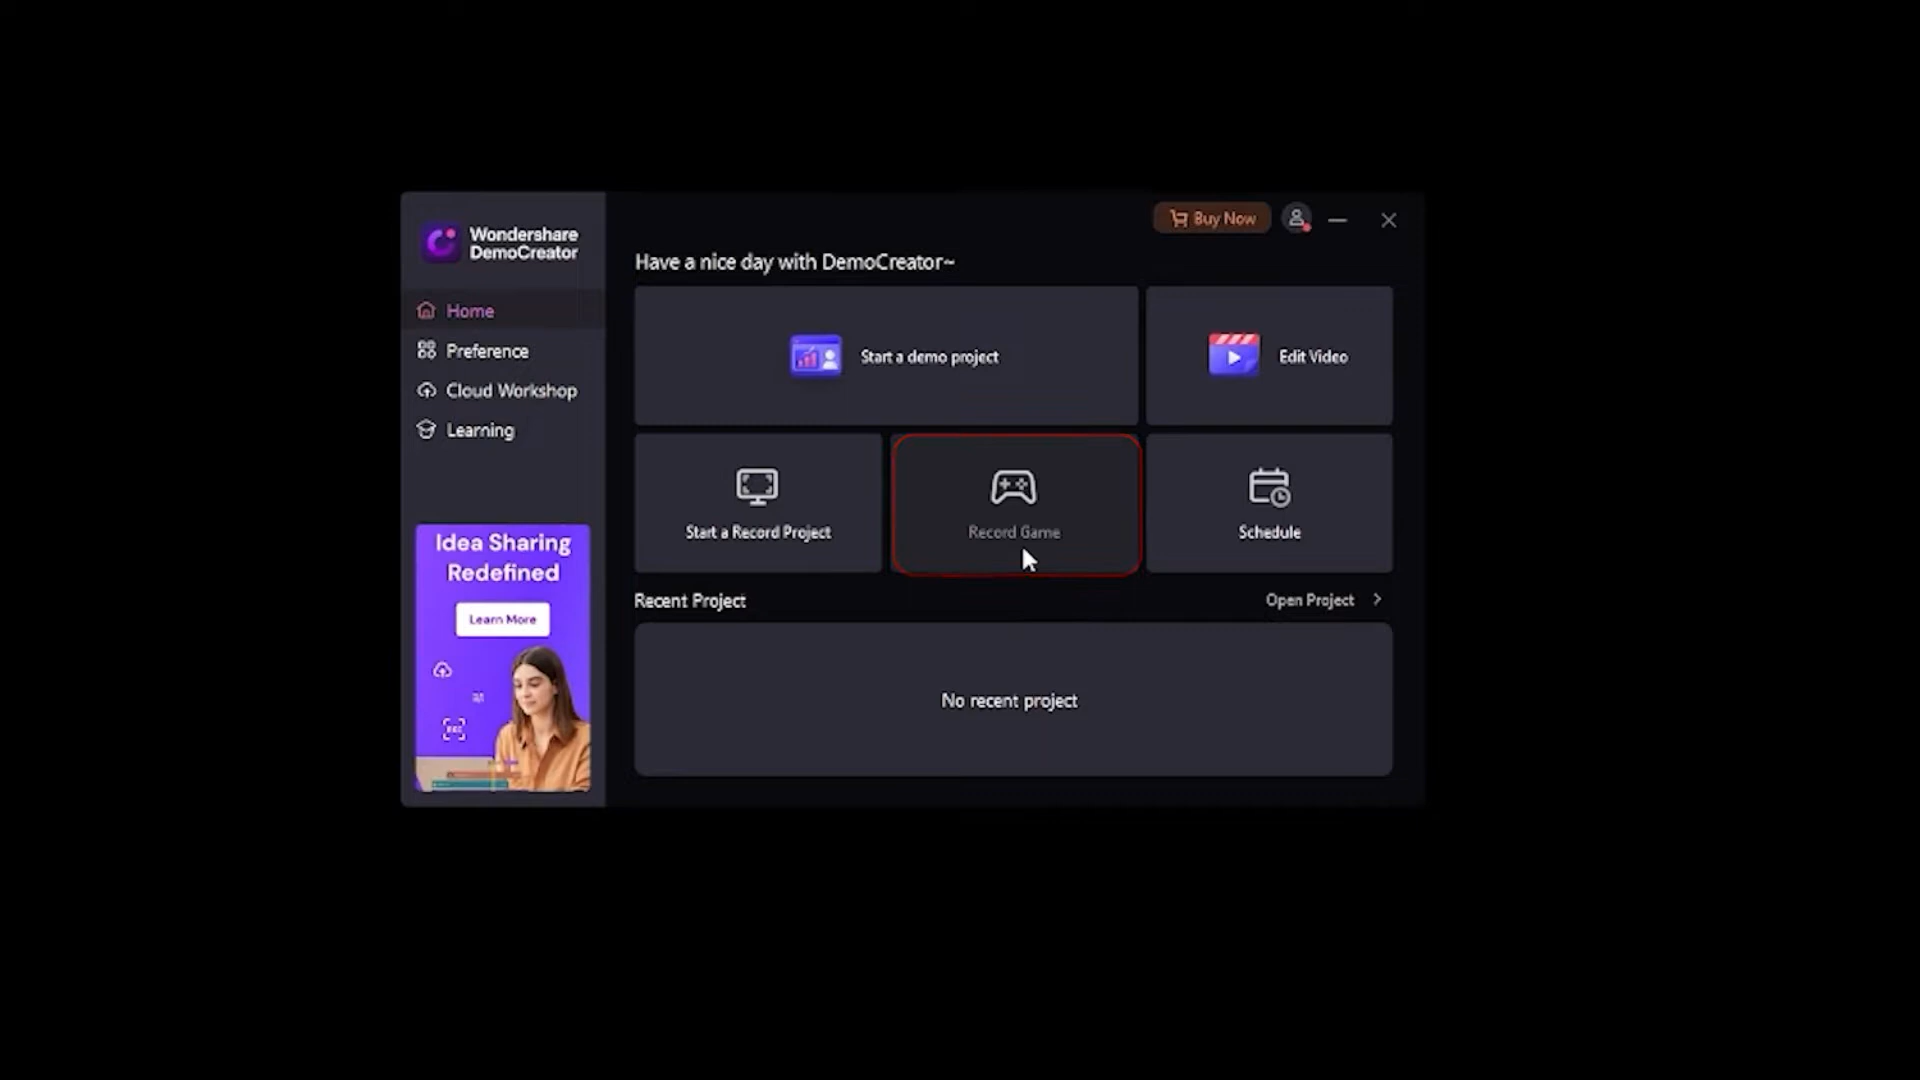 Wondershare
DemoCreator
Buy Now
Have a nice day with DemoCreator~
Home
Preference
Cloud Workshop
Learning
Start a demo project
Edit Video
Start a Record Project
Record Game
Schedule
Idea Sharing
Redefined
Learn More
Recent Project
Open Project
No recent project